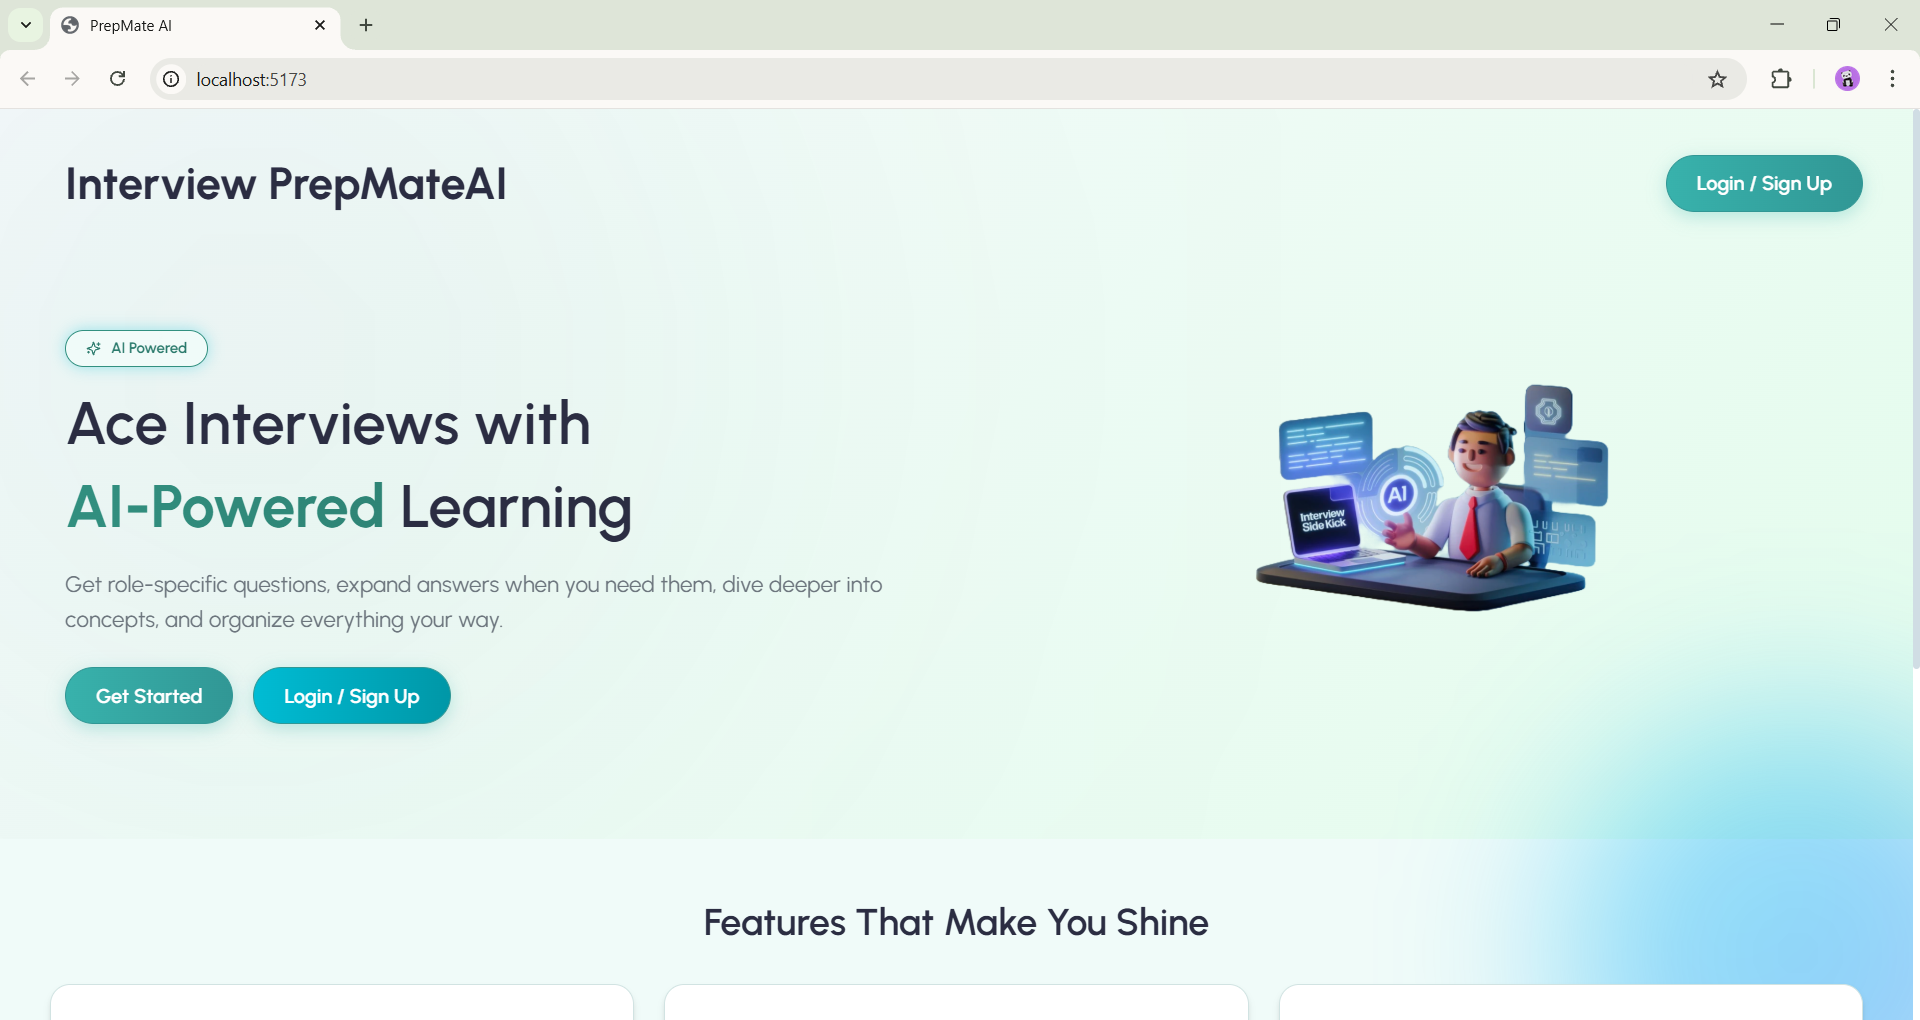 PrepMate AI
localhost:5173
Interview PrepMateAI
Login / Sign Up
AI Powered
Ace Interviews with
AI-Powered Learning
Get role-specific questions, expand answers when you need them, dive deeper into
concepts, and organize everything your way.
Get Started
Login / Sign Up
AI
Interview
Side Kick
Features That Make You Shine